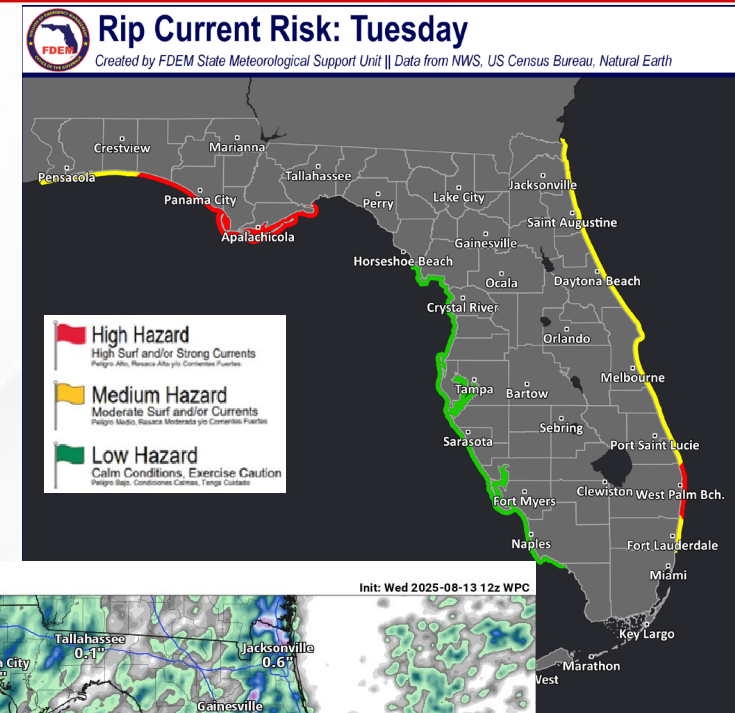 Rip Current Risk: Tuesday
Created by FDEM State Meteorological Support Unit || Data from NWS, US Census Bureau, Natural Earth
FDEM
Crestview
Marianna
Pensacola
Tallahassee
Jacksonville
Panama City
Perry
Lake City
Apalachicola
Saint Augustine
Gainesville
Horseshoe Beach
Ocala
Daytona Beach
Crystal River
Orlando
High Hazard
High Surf and/or Strong Currents
Peligro Alto, Resaca Alta y/o Corrientes Fuertes
Medium Hazard
Moderate Surf and/or Currents
Peligro Medio, Resaca Moderada y/o Corrientes Fuertes
Low Hazard
Calm Conditions, Exercise Caution
Peligro Bajo, Condiciones Calmas, Tenga Cuidado
Melbourne
Tampa
Bartow
Sebring
Sarasota
Port Saint Lucie
Clewiston
West Palm Bch.
Fort Myers
Naples
Fort Lauderdale
Miami
Key Largo
Marathon
West
Init: Wed 2025-08-13 12z WPC
Tallahassee
0.1"
Jacksonville
0.6"
a City
Gainesville